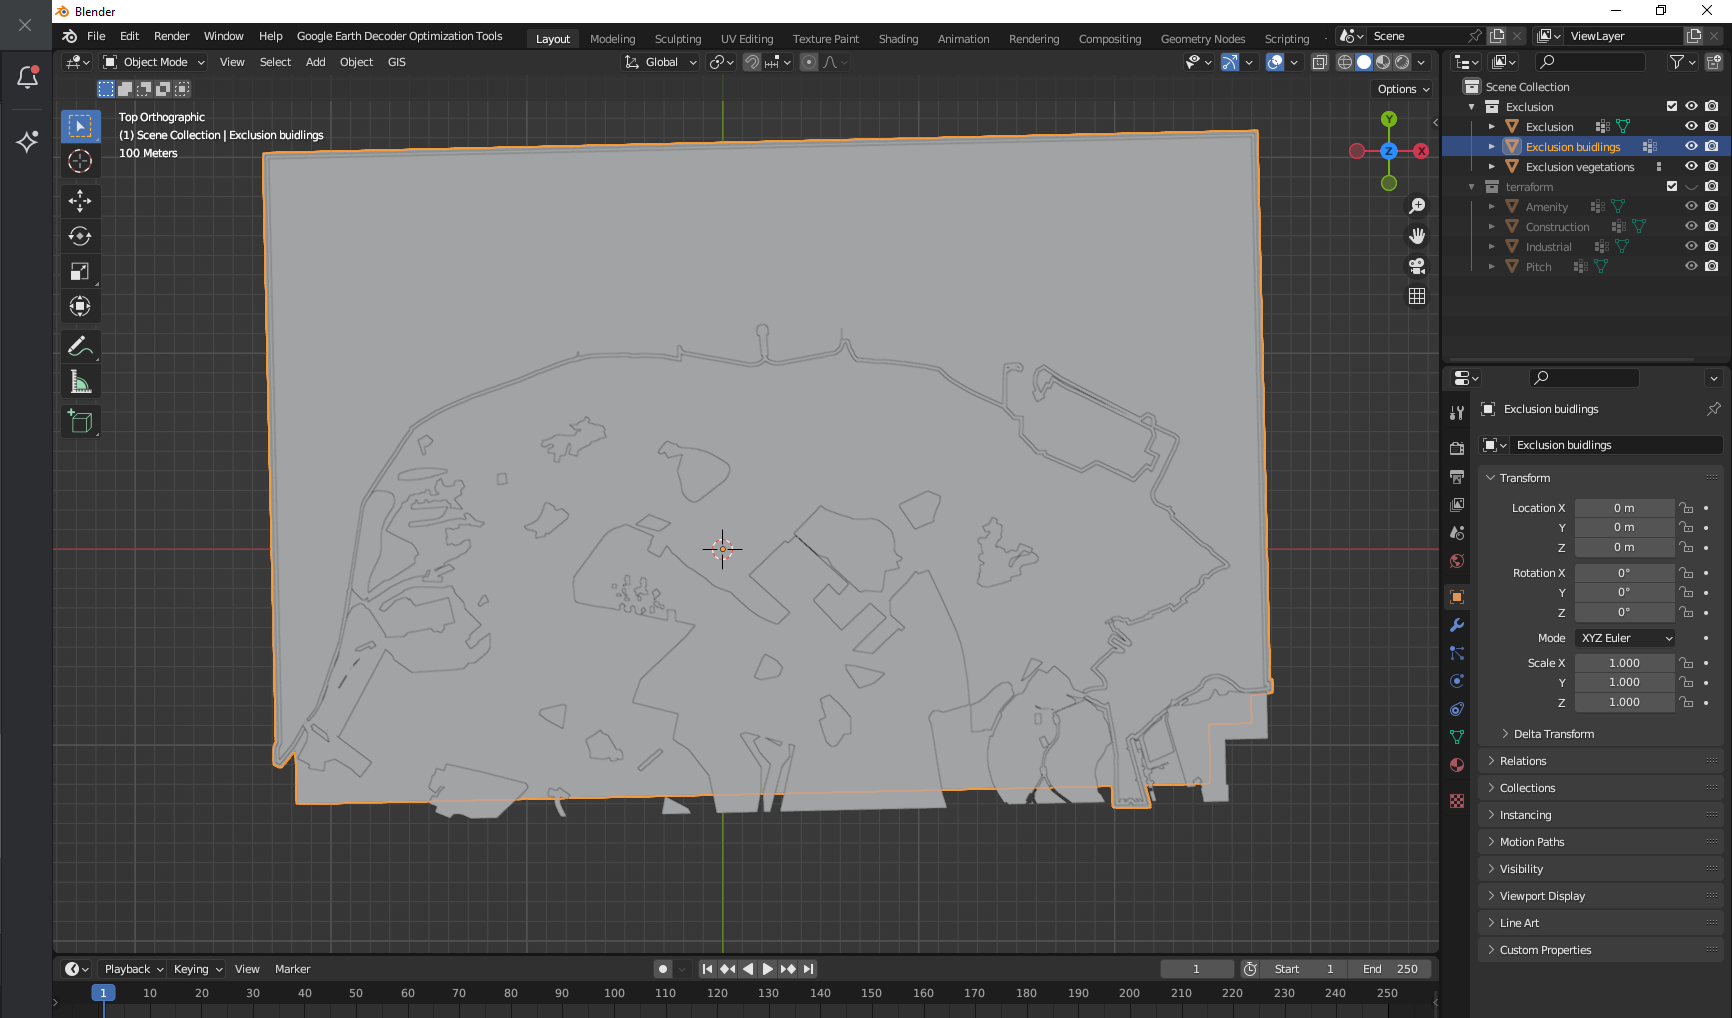 Blender
File Edit Render Window Help Google Earth Decoder Optimization Tools
Layout Modeling Sculpting UV Editing Texture Paint Shading Animation Rendering Compositing Geometry Nodes Scripting
Scene
ViewLayer
Object Mode View Select Add Object GIS
Global
Options
Top Orthographic
(1) Scene Collection | Exclusion buidlings
100 Meters
Y
Z
X
Scene Collection
Exclusion
Exclusion
Exclusion buidlings
Exclusion vegetations
terraform
Amenity
Construction
Industrial
Pitch
Exclusion buidlings
Exclusion buidlings
Transform
Location X 0 m
Y 0 m
Z 0 m
Rotation X 0°
Y 0°
Z 0°
Mode XYZ Euler
Scale X 1.000
Y 1.000
Z 1.000
Delta Transform
Relations
Collections
Instancing
Motion Paths
Visibility
Viewport Display
Line Art
Custom Properties
Playback Keying View Marker
1
Start 1
End 250
1 10 20 30 40 50 60 70 80 90 100 110 120 130 140 150 160 170 180 190 200 210 220 230 240 250